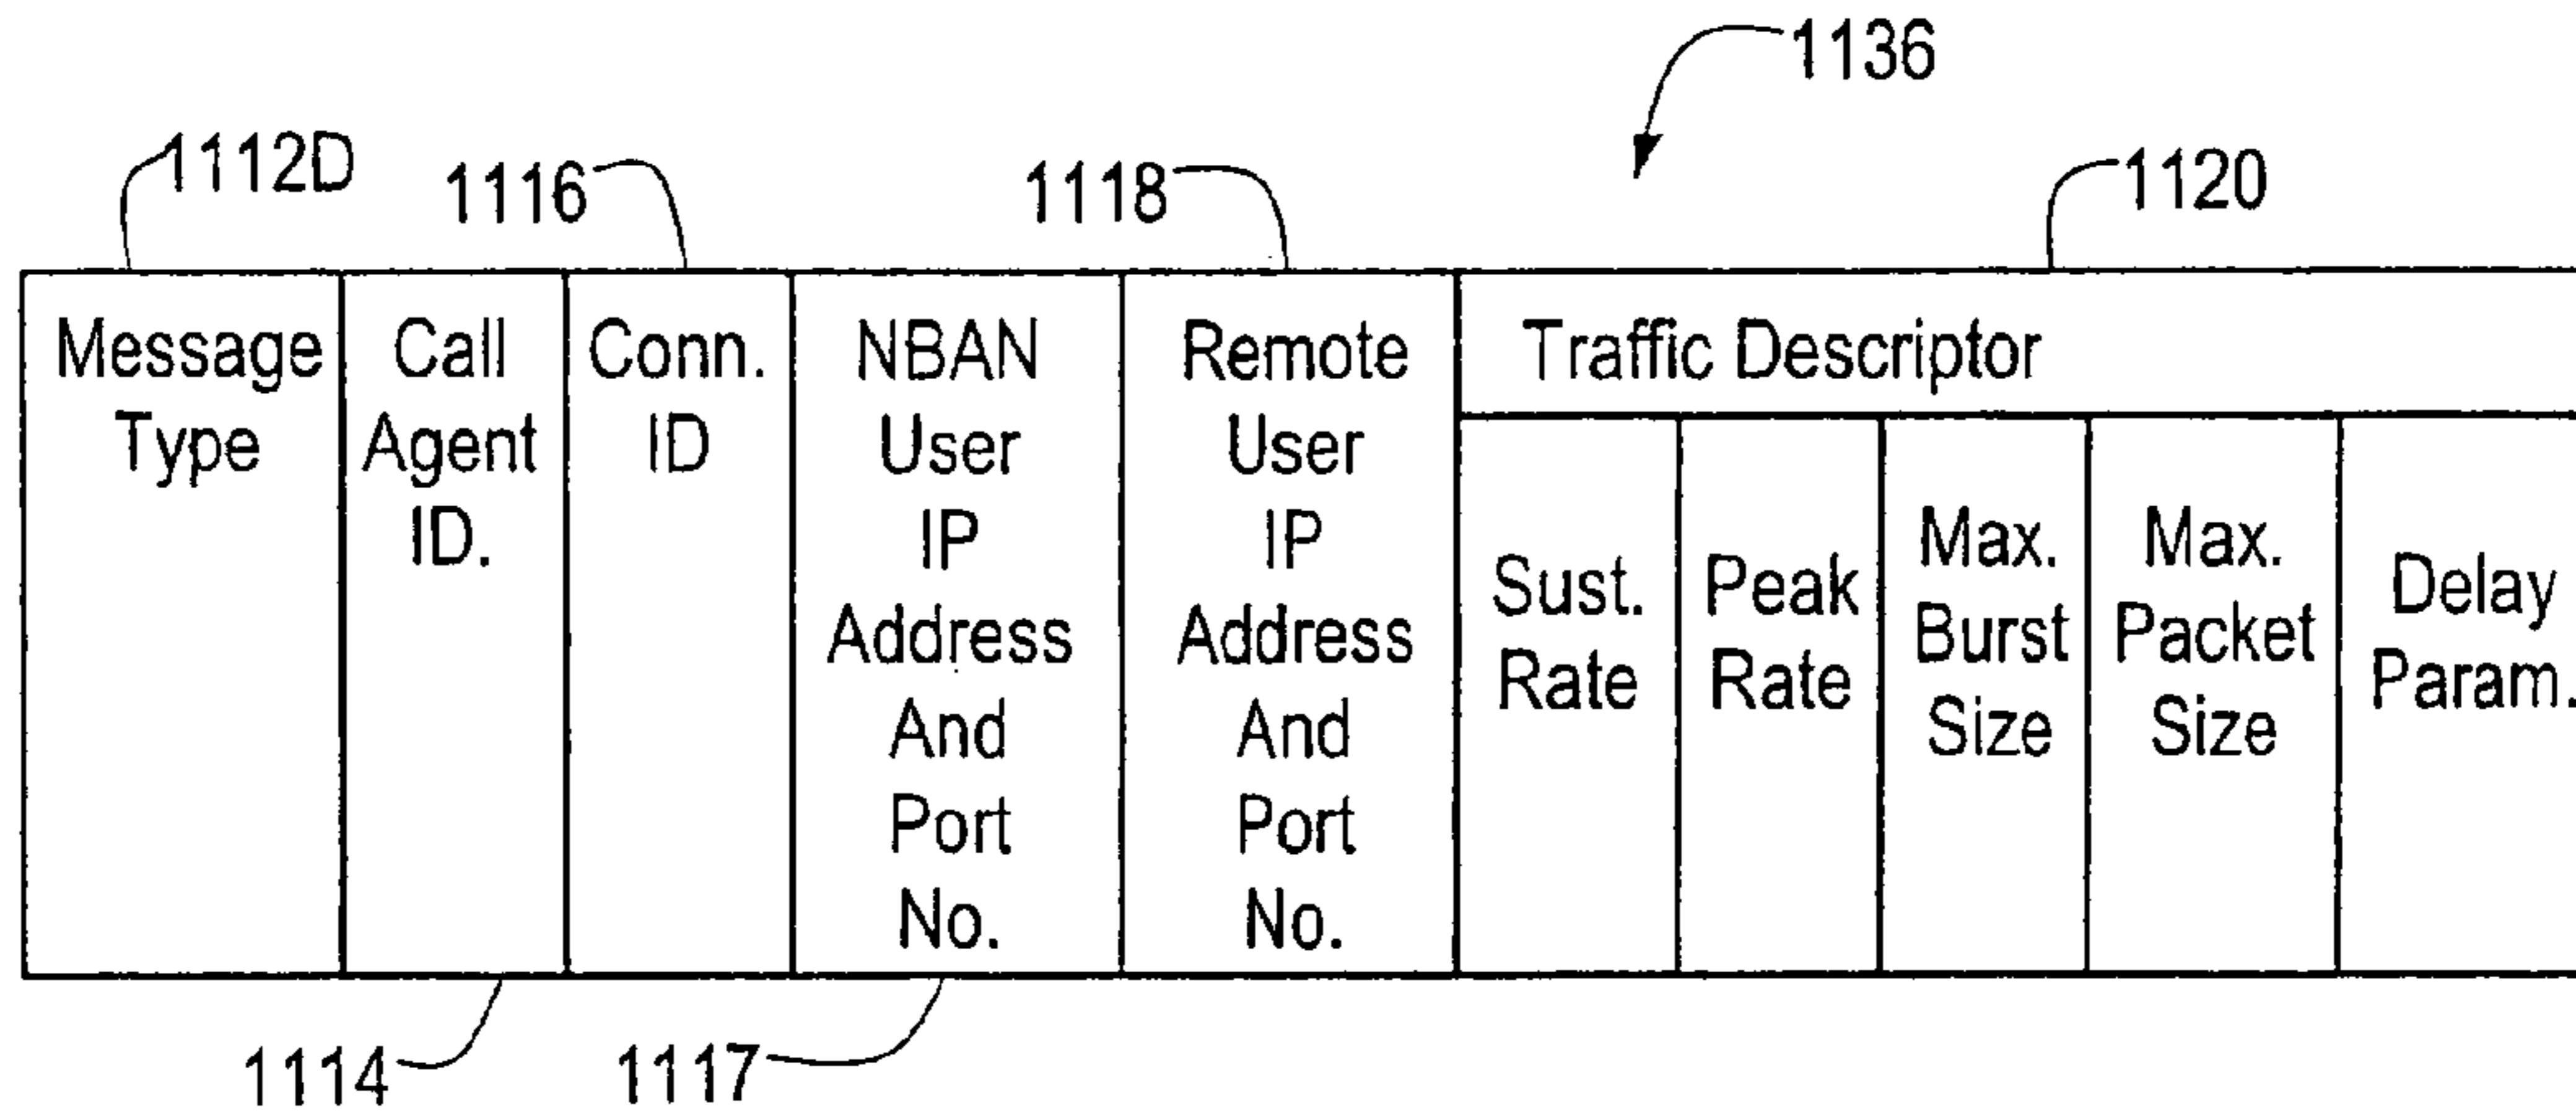 1136
1112D
1116
1118
1120
Message
Type
Call
Agent
ID.
Conn.
ID
NBAN
User
IP
Address
And
Port
No.
Remote
User
IP
Address
And
Port
No.
Traffic Descriptor
Sust.
Rate
Peak
Rate
Max.
Burst
Size
Max.
Packet
Size
Delay
Param.
1114
1117